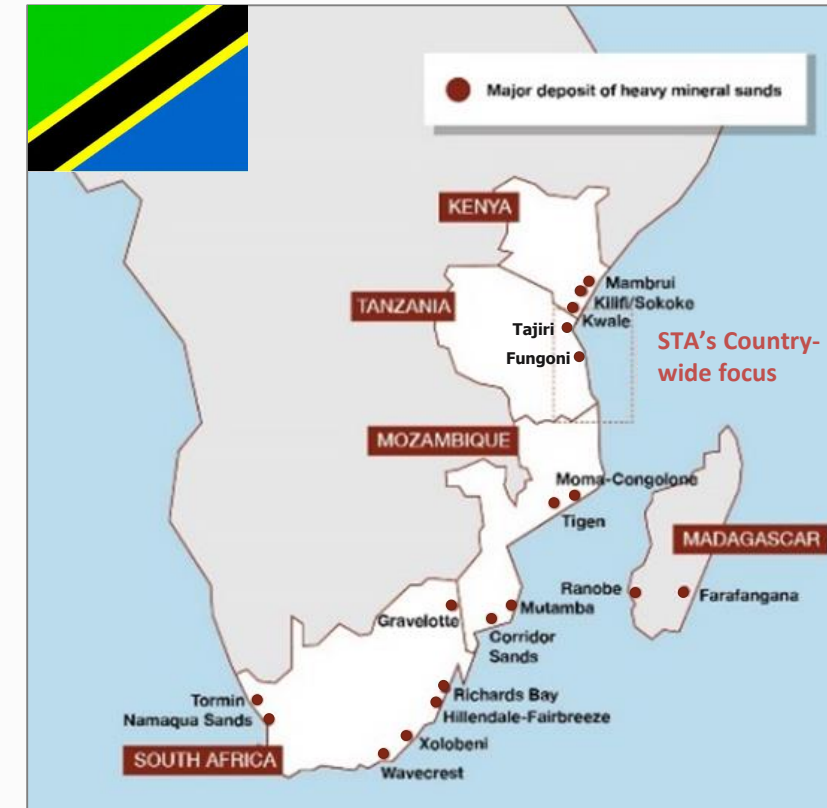 Major deposit of heavy mineral sands
KENYA
Mambrui
TANZANIA
Kilifi/Sokoke
Kwale
Tajiri
Fungoni
STA's Country-
wide focus
MOZAMBIQUE
Moma-Congolone
Tigen
MADAGASCAR
Ranobe
Farafangana
Mutamba
Gravelotte
Corridor
Sands
Tormin
Richards Bay
Namaqua Sands
Hillendale-Fairbreeze
Xolobeni
SOUTH AFRICA
Wavecrest